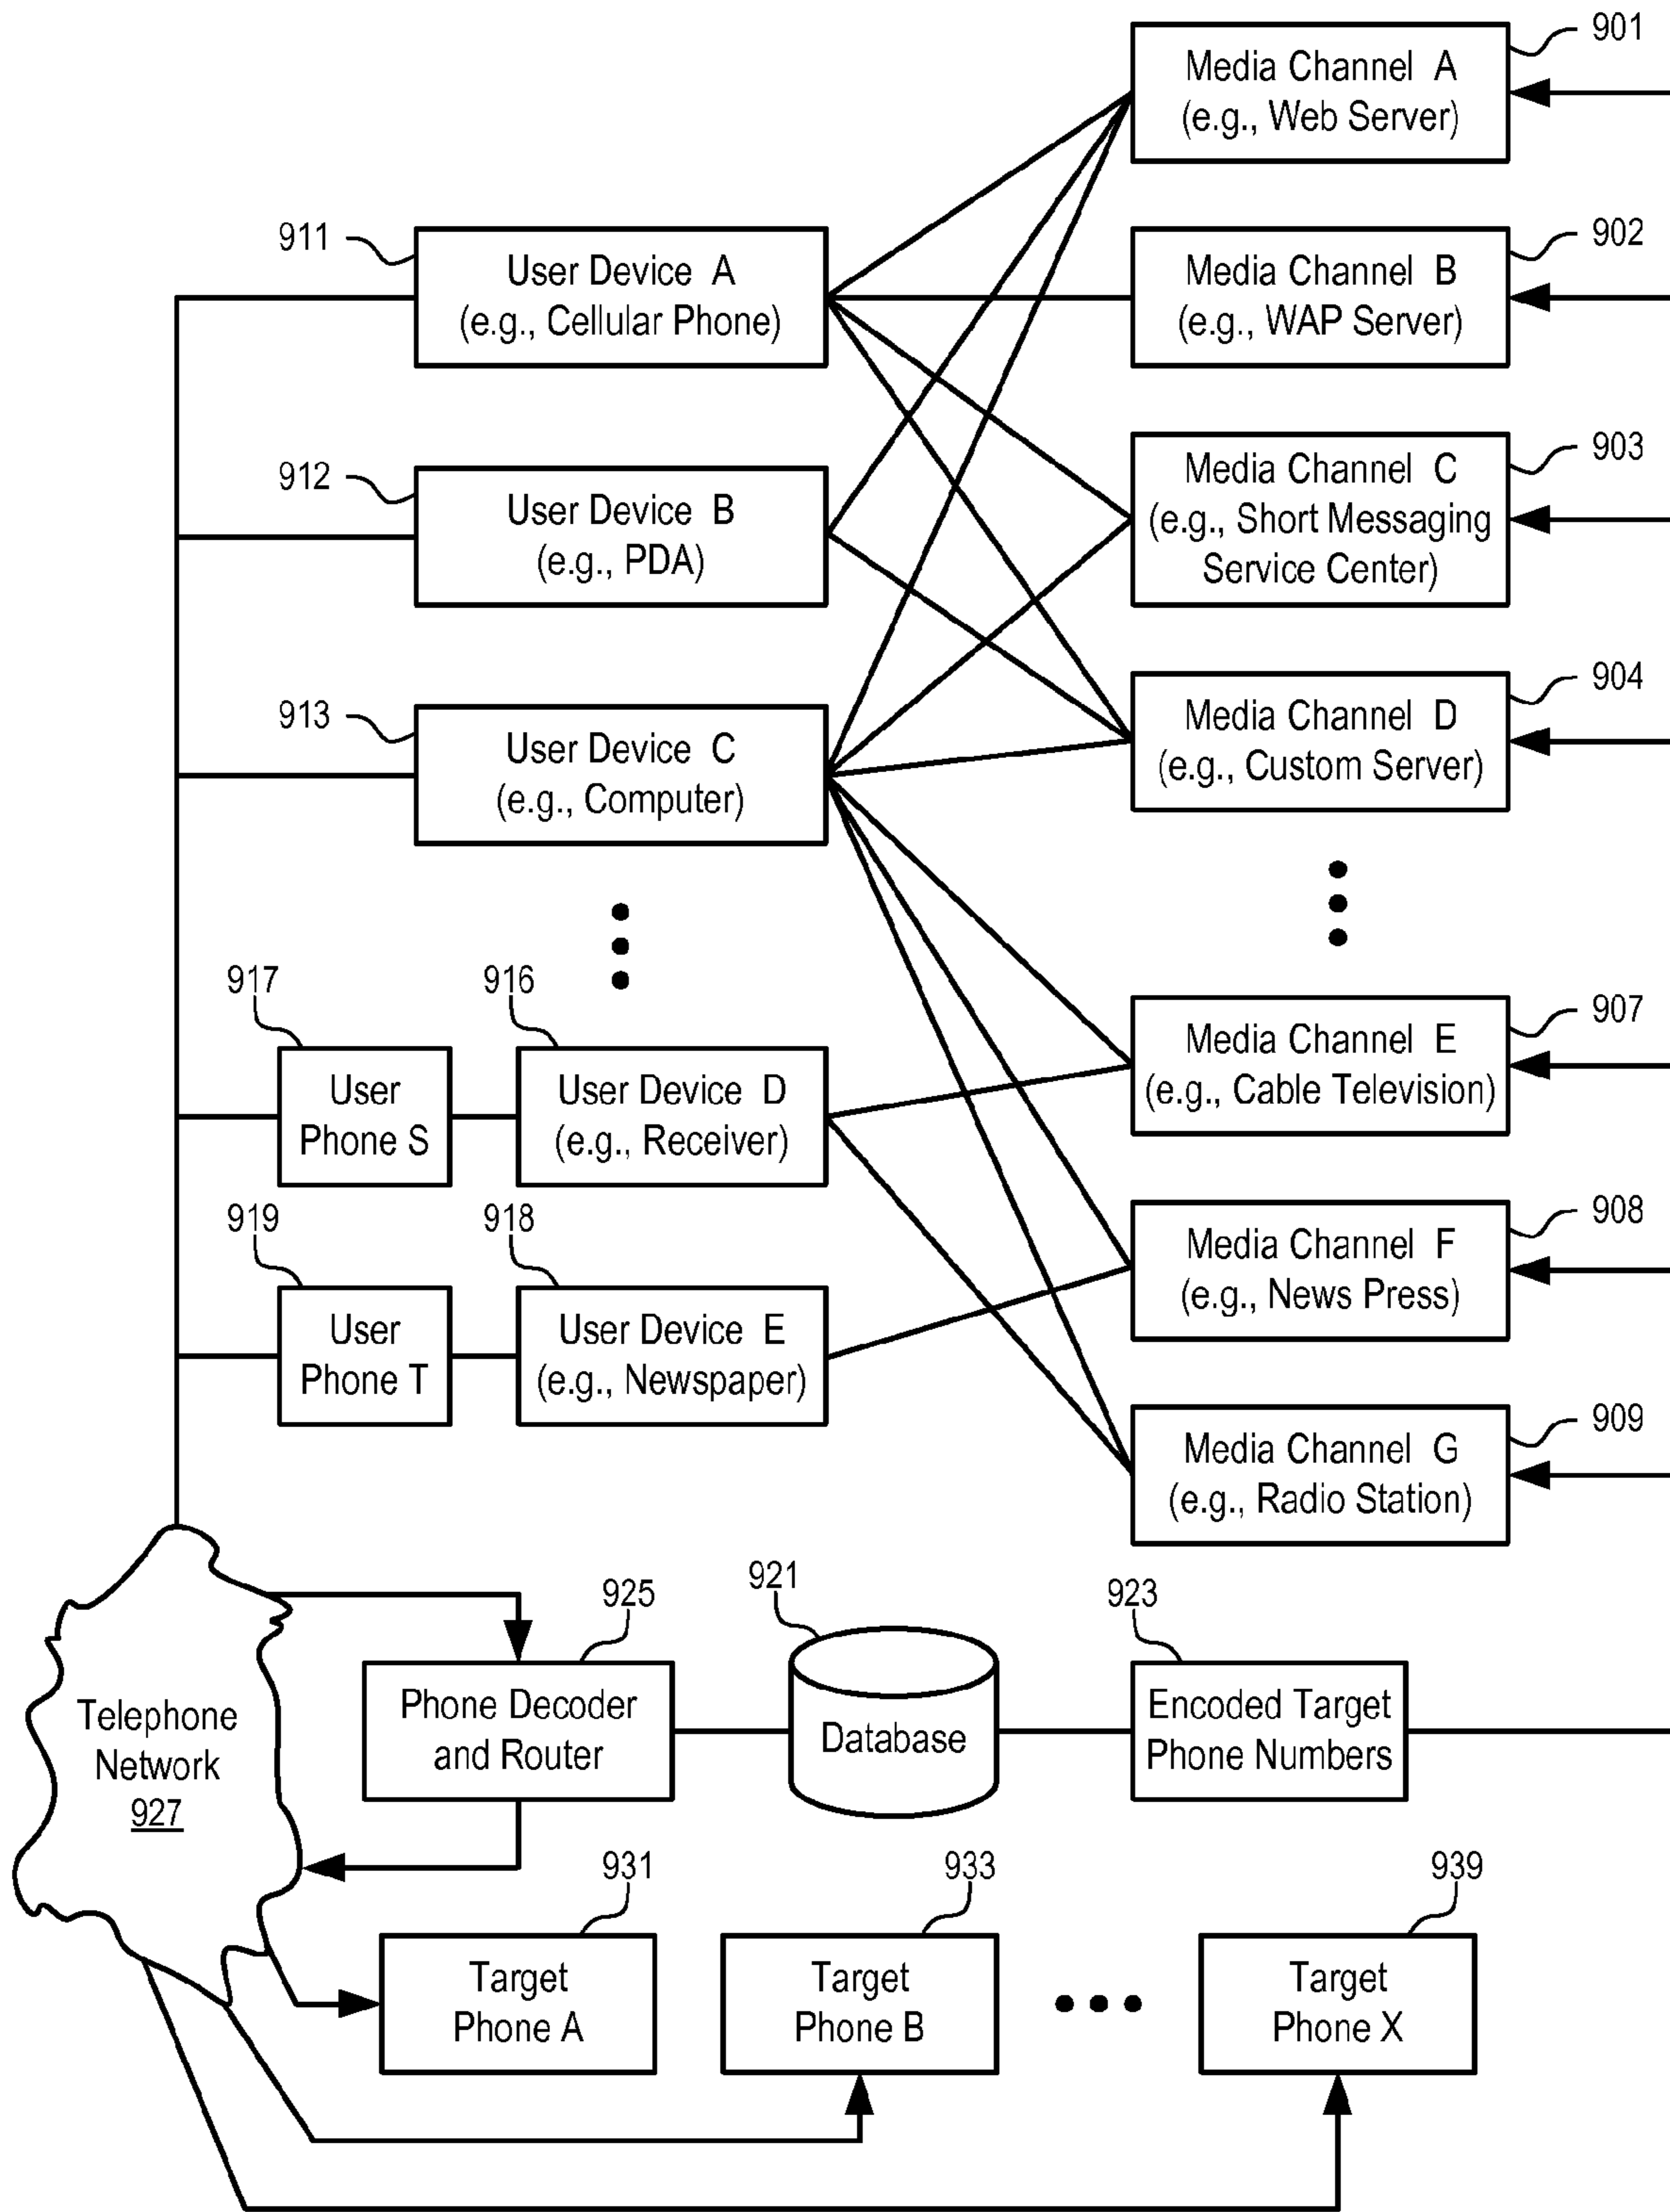 901
Media Channel A
(e.g., Web Server)
911
User Device A
(e.g., Cellular Phone)
902
Media Channel B
(e.g., WAP Server)
912
User Device B
(e.g., PDA)
903
Media Channel C
(e.g., Short Messaging
Service Center)
913
User Device C
(e.g., Computer)
904
Media Channel D
(e.g., Custom Server)
917
User
Phone S
916
User Device D
(e.g., Receiver)
907
Media Channel E
(e.g., Cable Television)
919
User
Phone T
918
User Device E
(e.g., Newspaper)
908
Media Channel F
(e.g., News Press)
909
Media Channel G
(e.g., Radio Station)
Telephone
Network
927
925
Phone Decoder
and Router
921
Database
923
Encoded Target
Phone Numbers
931
Target
Phone A
933
Target
Phone B
939
Target
Phone X